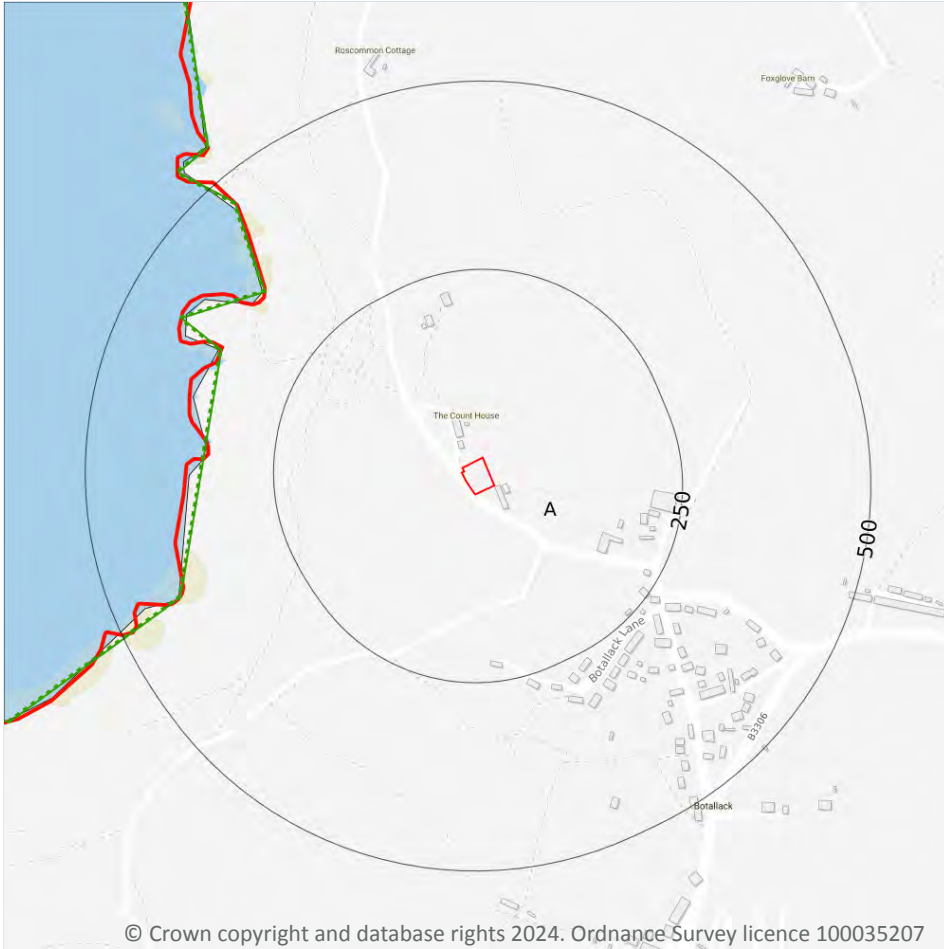 Roscommon Cottage
Foxglove Barn
The Count House
A
250
500
Botallack Lane
B3306
Botallack
© Crown copyright and database rights 2024. Ordnance Survey licence 100035207